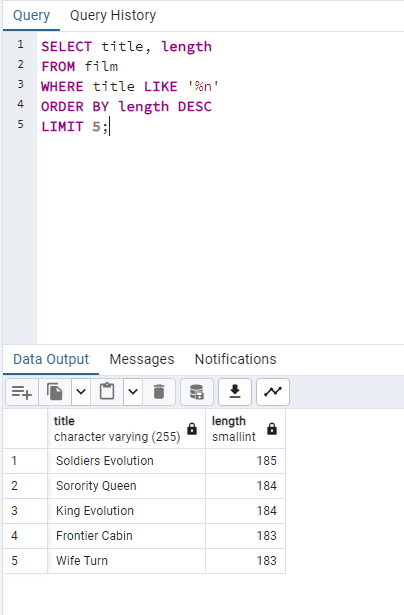 Query Query History
1 SELECT title, length
2 FROM film
3 WHERE title LIKE '%n'
4 ORDER BY length DESC
5 LIMIT 5;
Data Output Messages Notifications
title length
character varying (255) smallint
1 Soldiers Evolution 185
2 Sorority Queen 184
3 King Evolution 184
4 Frontier Cabin 183
5 Wife Turn 183